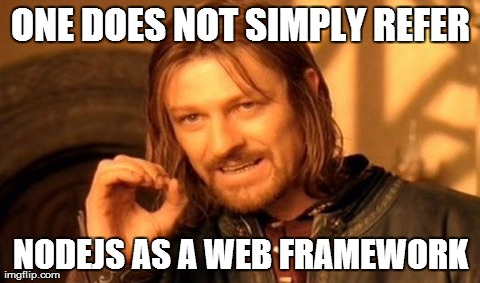 ONE DOES NOT SIMPLY REFER
NODEJS AS A WEB FRAMEWORK
imgflip.com